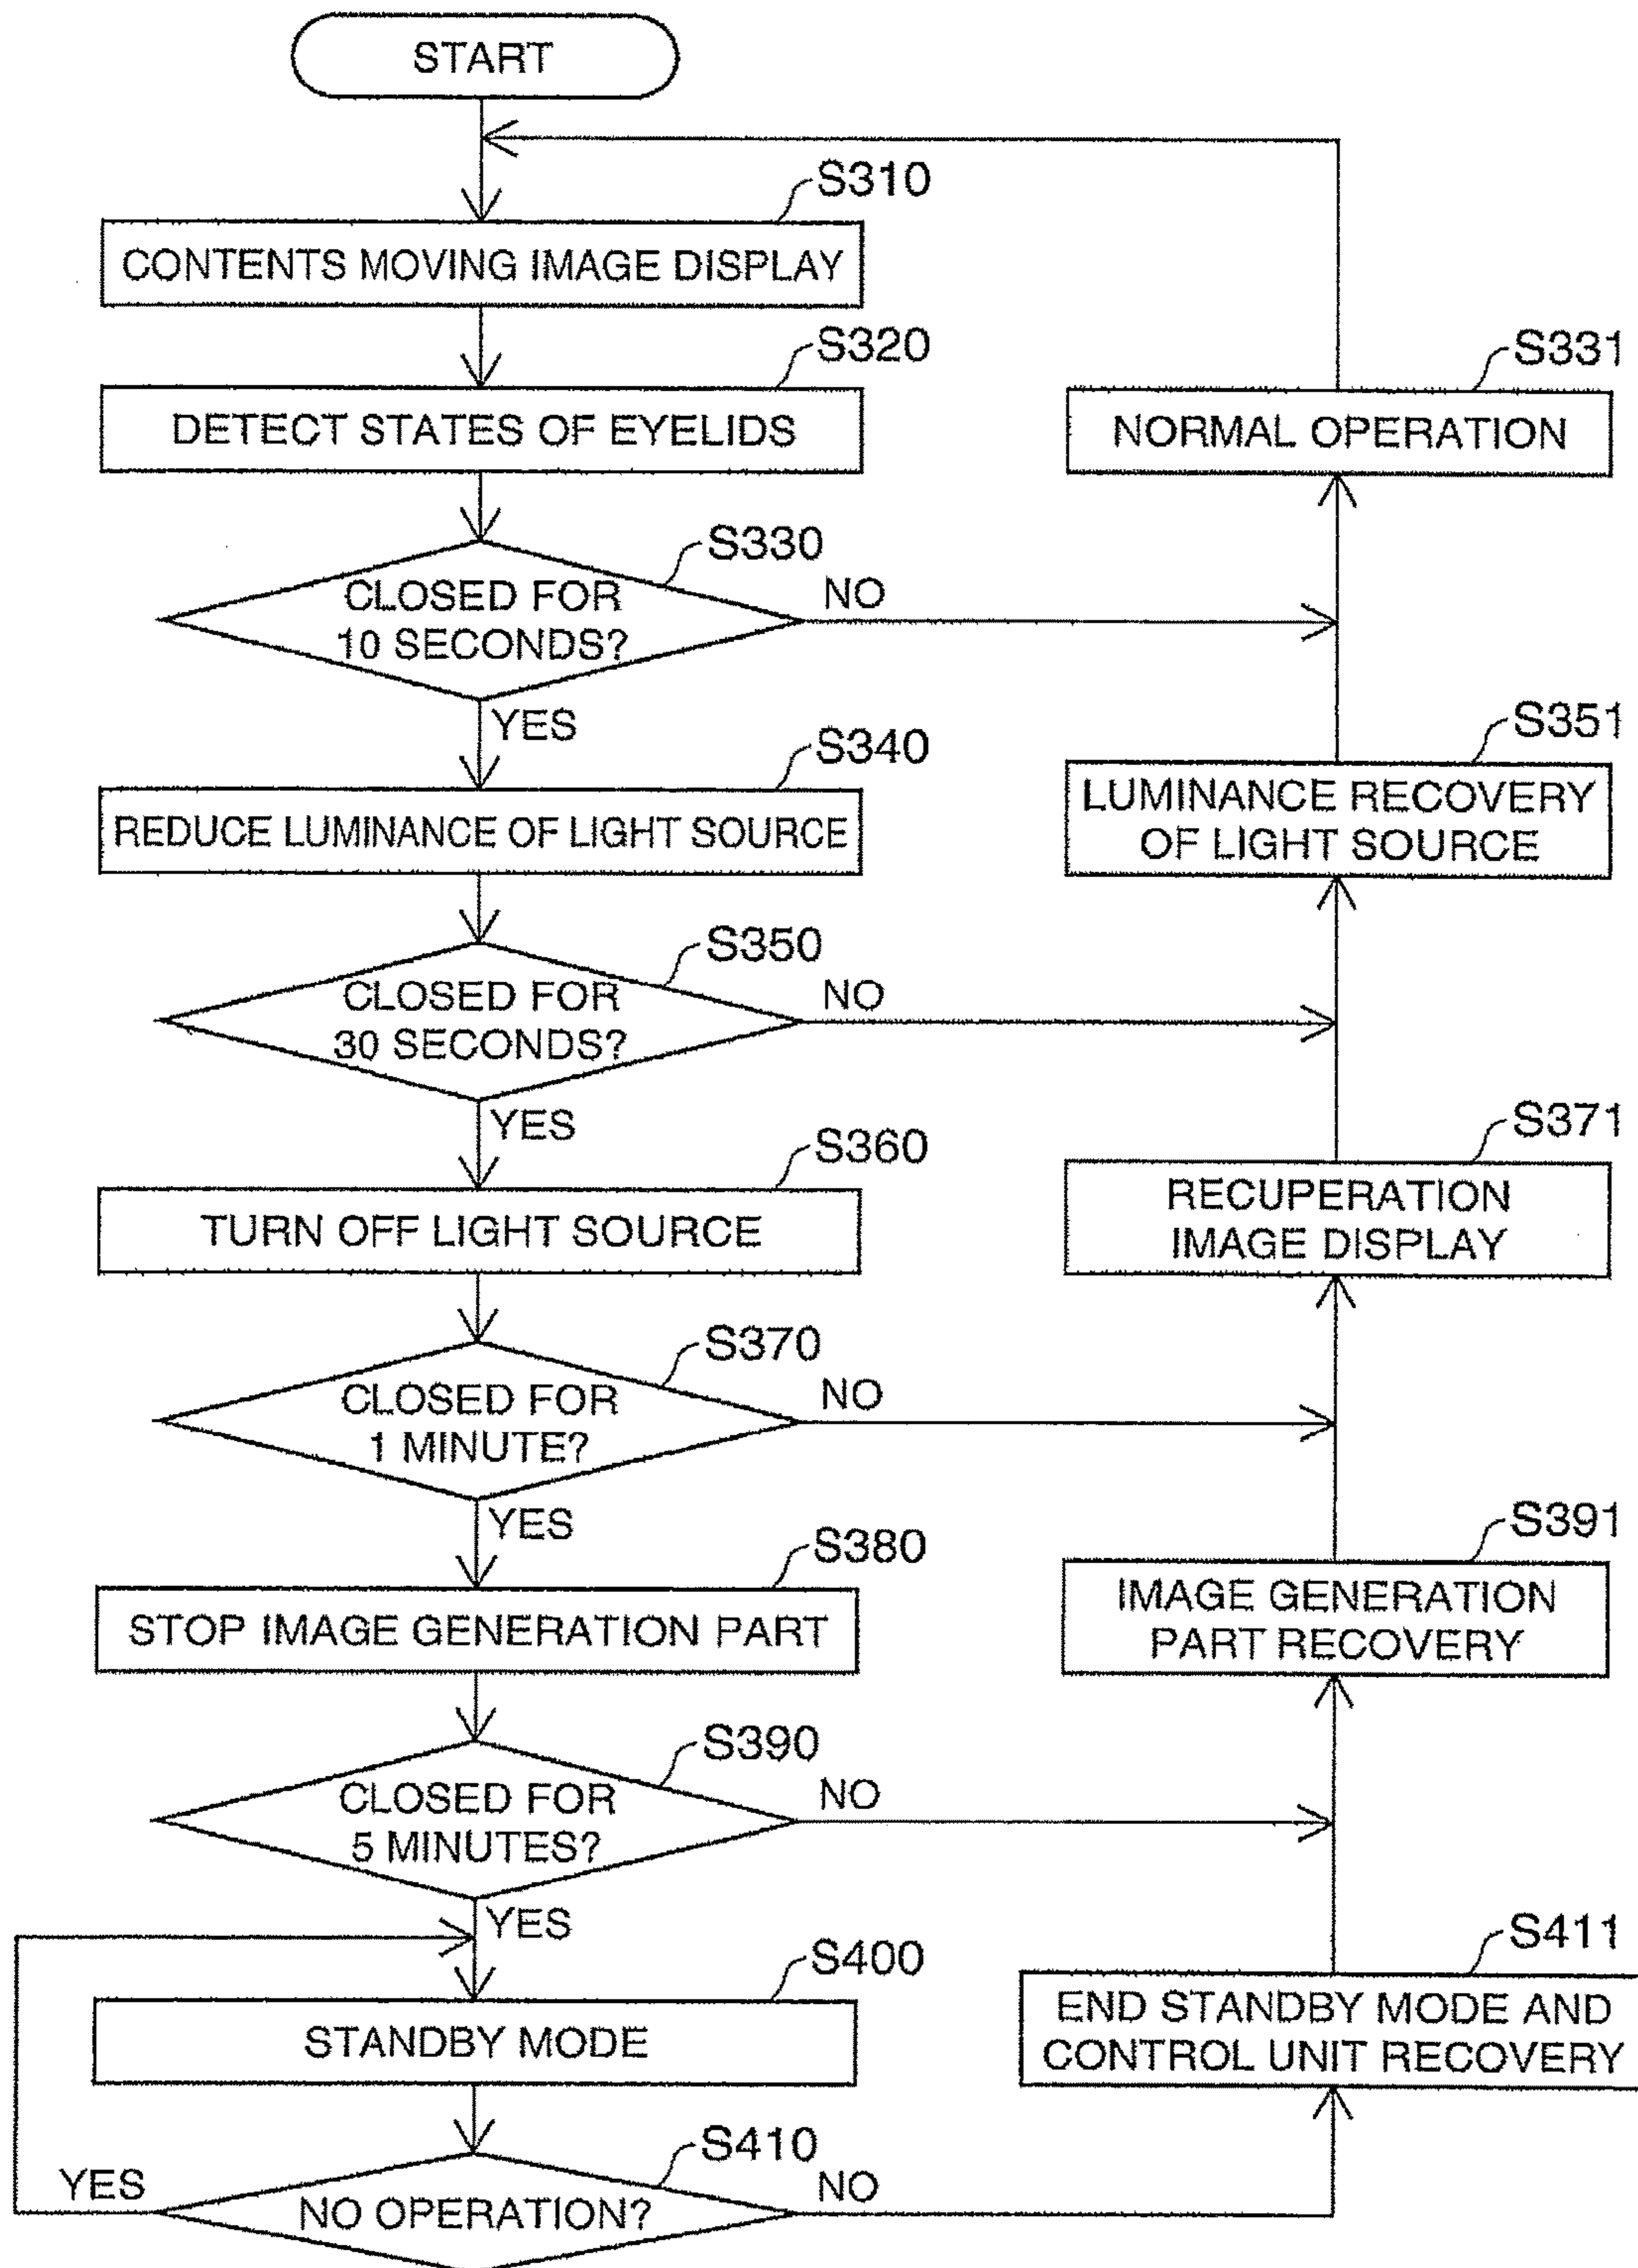 START
S310
CONTENTS MOVING IMAGE DISPLAY
S320
DETECT STATES OF EYELIDS
S331
NORMAL OPERATION
S330
CLOSED FOR
10 SECONDS?
NO
YES
S340
REDUCE LUMINANCE OF LIGHT SOURCE
S351
LUMINANCE RECOVERY
OF LIGHT SOURCE
S350
CLOSED FOR
30 SECONDS?
NO
YES
S360
TURN OFF LIGHT SOURCE
S371
RECUPERATION
IMAGE DISPLAY
S370
CLOSED FOR
1 MINUTE?
NO
YES
S380
STOP IMAGE GENERATION PART
S391
IMAGE GENERATION
PART RECOVERY
S390
CLOSED FOR
5 MINUTES?
NO
YES
S400
STANDBY MODE
S411
END STANDBY MODE AND
CONTROL UNIT RECOVERY
S410
NO OPERATION?
YES
NO